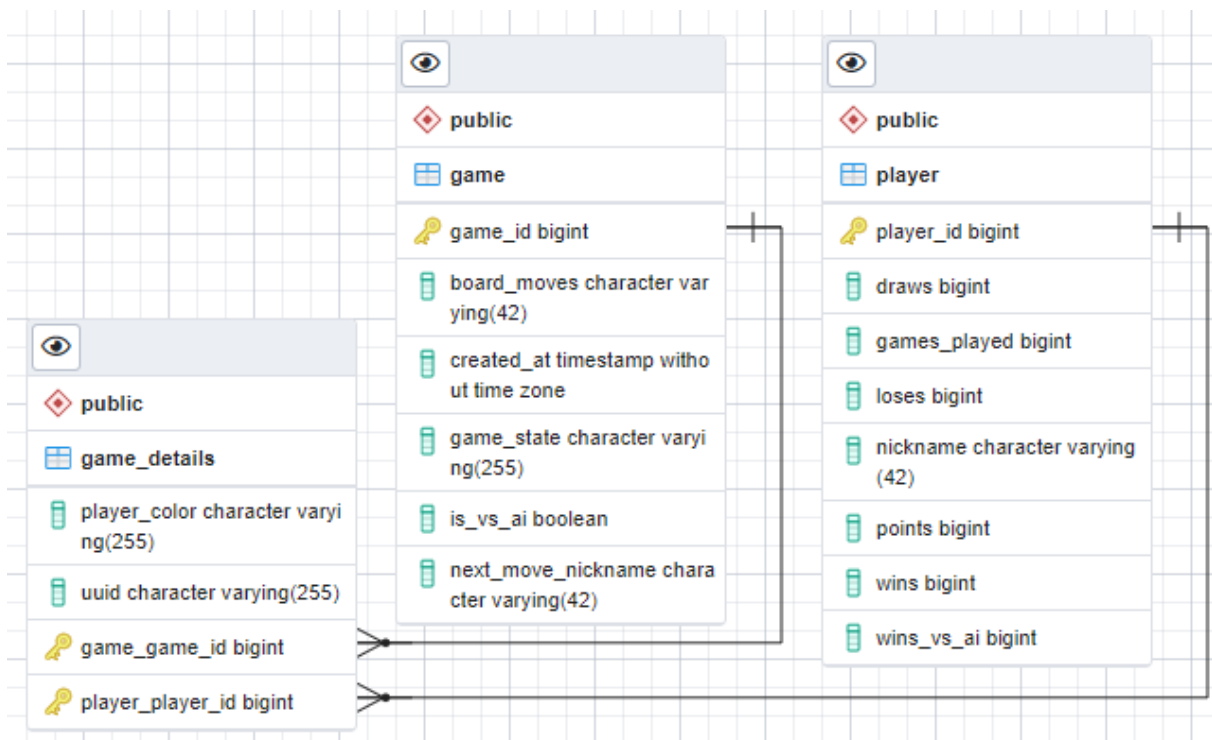 public
game
game_id bigint
board_moves character var
ying(42)
created_at timestamp witho
ut time zone
game_state character varyi
ng(255)
is_vs_ai boolean
next_move_nickname chara
cter varying(42)
public
player
player_id bigint
draws bigint
games_played bigint
loses bigint
nickname character varying
(42)
points bigint
wins bigint
wins_vs_ai bigint
public
game_details
player_color character varyi
ng(255)
uuid character varying(255)
game_game_id bigint
player_player_id bigint